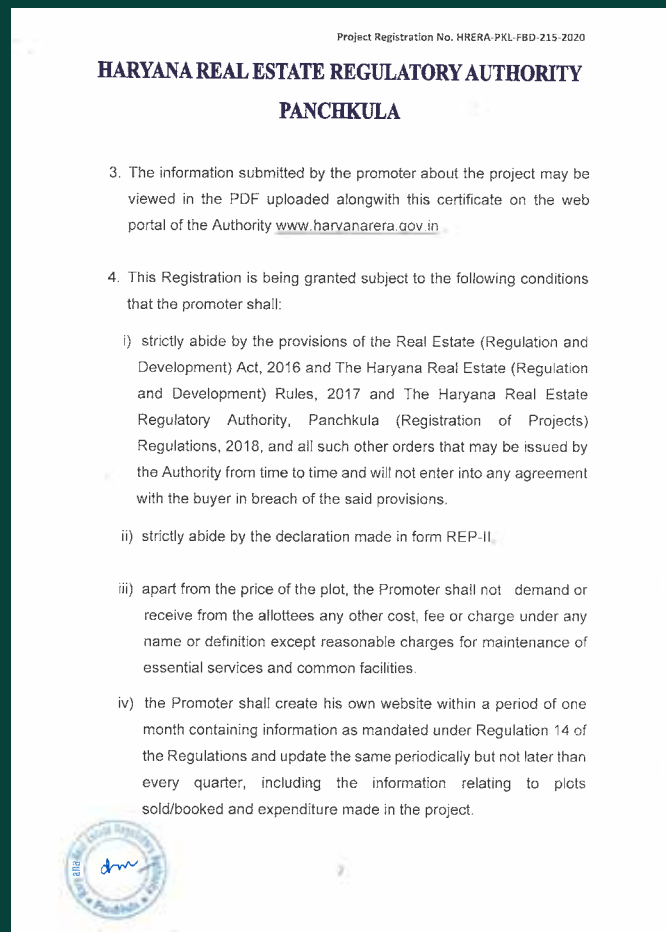 Project Registration No. HRERA-PKL-FBD-215-2020
HARYANA REAL ESTATE REGULATORY AUTHORITY
PANCHKULA
3. The information submitted by the promoter about the project may be
viewed in the PDF uploaded alongwith this certificate on the web
portal of the Authority www.haryanarera.gov.in
4. This Registration is being granted subject to the following conditions
that the promoter shall:
i) strictly abide by the provisions of the Real Estate (Regulation and
Development) Act, 2016 and The Haryana Real Estate (Regulation
and Development) Rules, 2017 and The Haryana Real Estate
Regulatory Authority, Panchkula (Registration of Projects)
Regulations, 2018, and all such other orders that may be issued by
the Authority from time to time and will not enter into any agreement
with the buyer in breach of the said provisions.
ii) strictly abide by the declaration made in form REP-II.
iii) apart from the price of the plot, the Promoter shall not demand or
receive from the allottees any other cost, fee or charge under any
name or definition except reasonable charges for maintenance of
essential services and common facilities.
iv) the Promoter shall create his own website within a period of one
month containing information as mandated under Regulation 14 of
the Regulations and update the same periodically but not later than
every quarter, including the information relating to plots
sold/booked and expenditure made in the project.
Haryana Real Estate Regulatory Authority
Panchkula